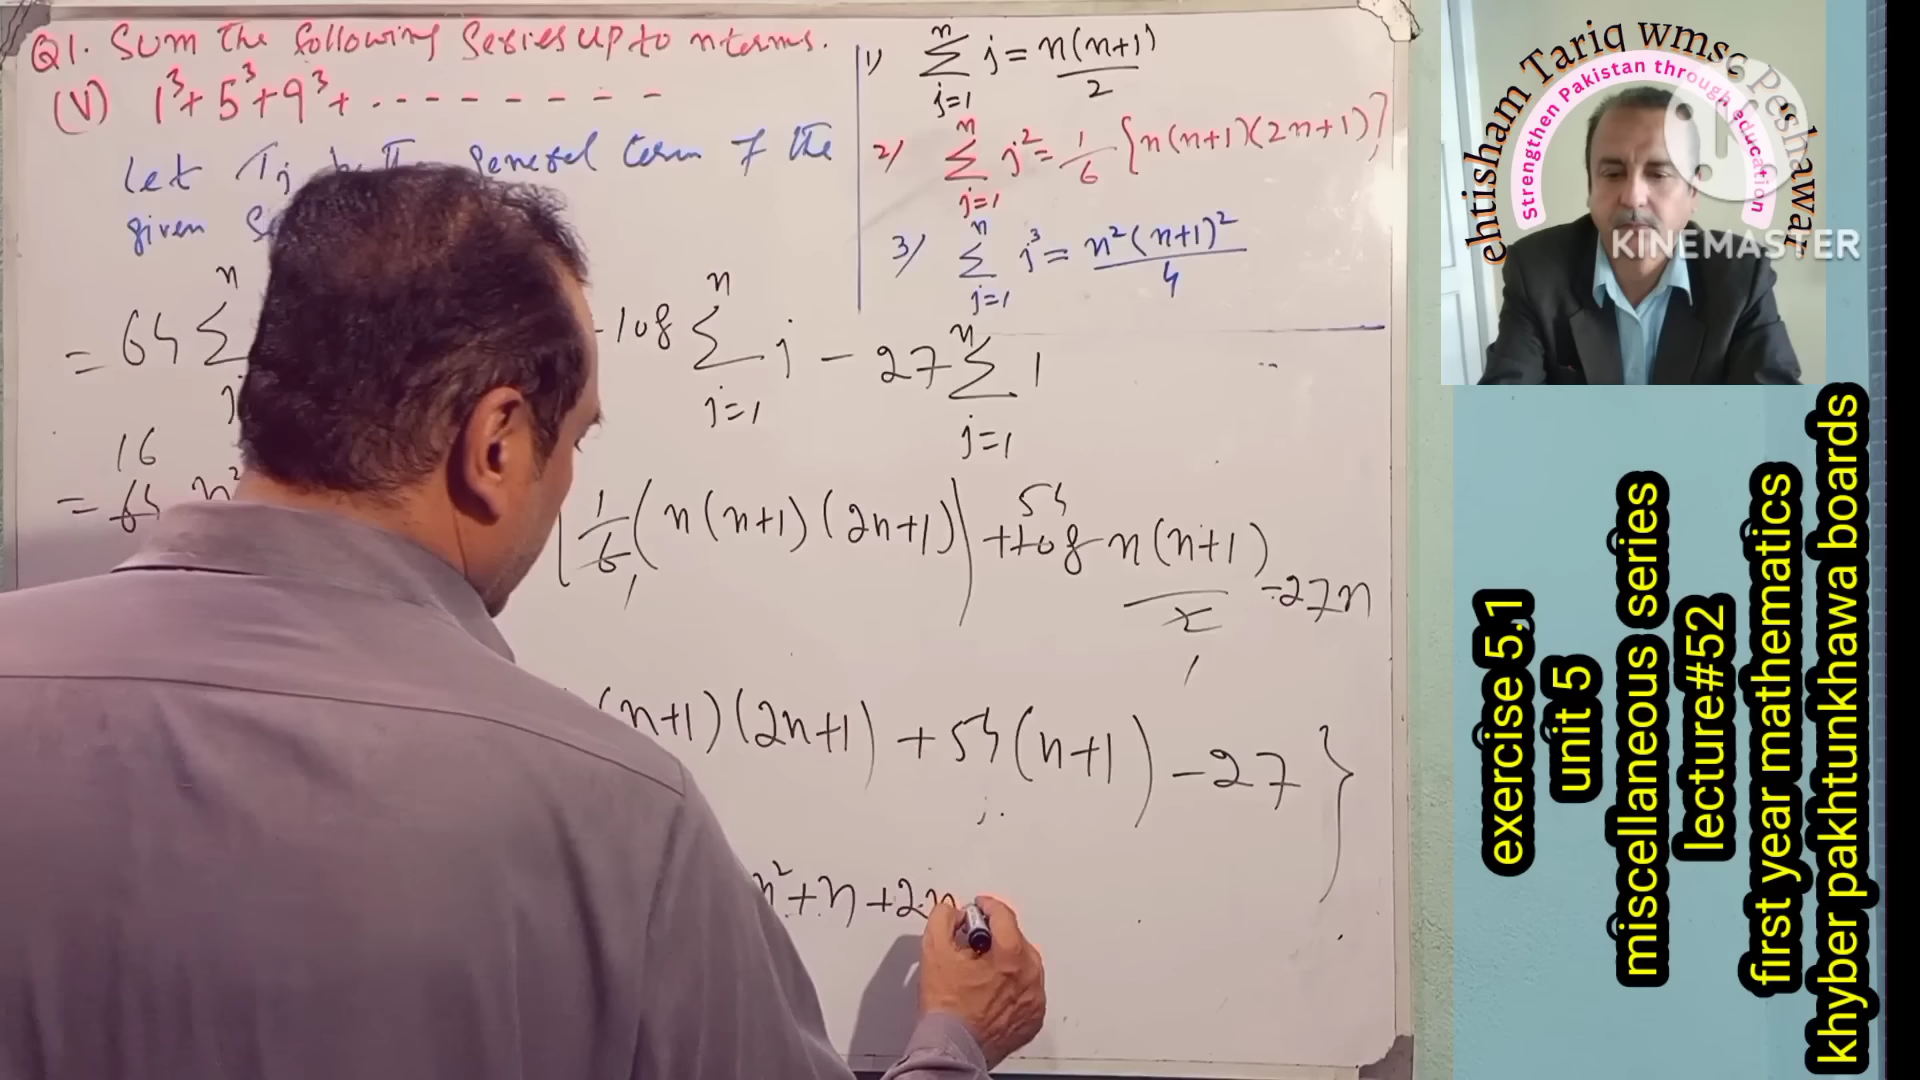 Q1. Sum the following Series up to n terms.
(V) 1³ + 5³ + 9³ + - - - - - - - - -
Let Tj general term of the
given
= 64 Σ n - 108 Σ n j=1 j - 27 Σ n j=1 1
16
= 64 n² 1/6 (n(n+1)(2n+1)) + 108 54 n(n+1)/2 1 - 27n
(n+1)(2n+1) + 54(n+1) - 27 }
n² + n + 2n
1) Σ n j=1 j = n(n+1)/2
2) Σ n j=1 j² = 1/6 {n(n+1)(2n+1)}
3) Σ n j=1 j³ = n²(n+1)²/4
ehtisham Tariq wmsc Peshawar
Strengthen Pakistan through education
KINEMASTER
exercise 5.1
unit 5
miscellaneous series
lecture#52
first year mathematics
khyber pakhtunkhawa boards